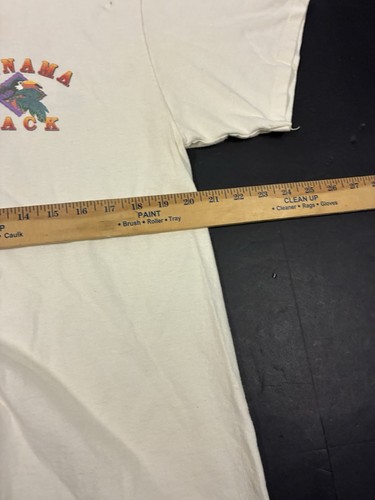 NAMA
ACK
14 15 16 17 18 19 20 21 22 23 24 25 26 27
P
• Caulk
PAINT
• Brush • Roller • Tray
CLEAN UP
• Cleaner • Rags • Gloves